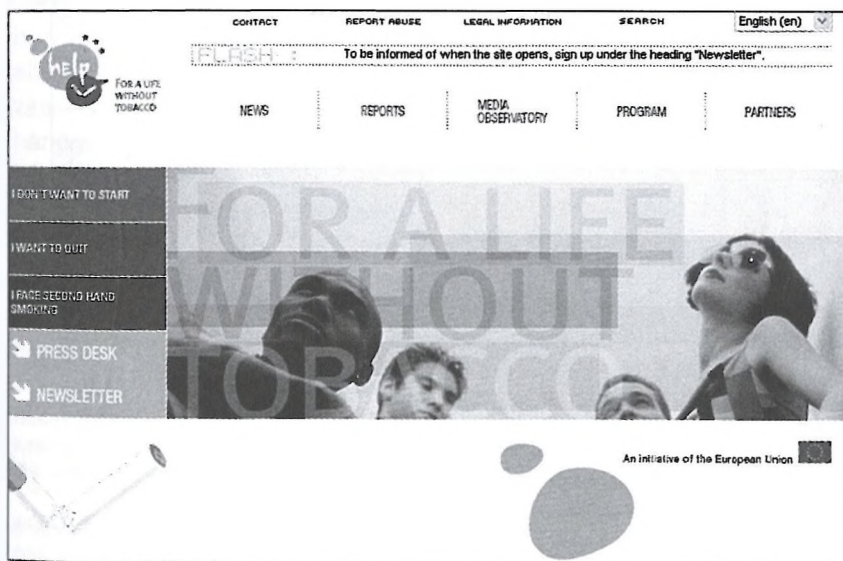 CONTACT
REPORT ABUSE
LEGAL INFORMATION
SEARCH
English (en)
help
FOR A LIFE
WITHOUT
TOBACCO
FLASH :
To be informed of when the site opens, sign up under the heading "Newsletter".
NEWS
REPORTS
MEDIA
OBSERVATORY
PROGRAM
PARTNERS
I DON'T WANT TO START
I WANT TO QUIT
I FACE SECOND HAND
SMOKING
PRESS DESK
NEWSLETTER
FOR A LIFE
WITHOUT
TOBACCO
An initiative of the European Union